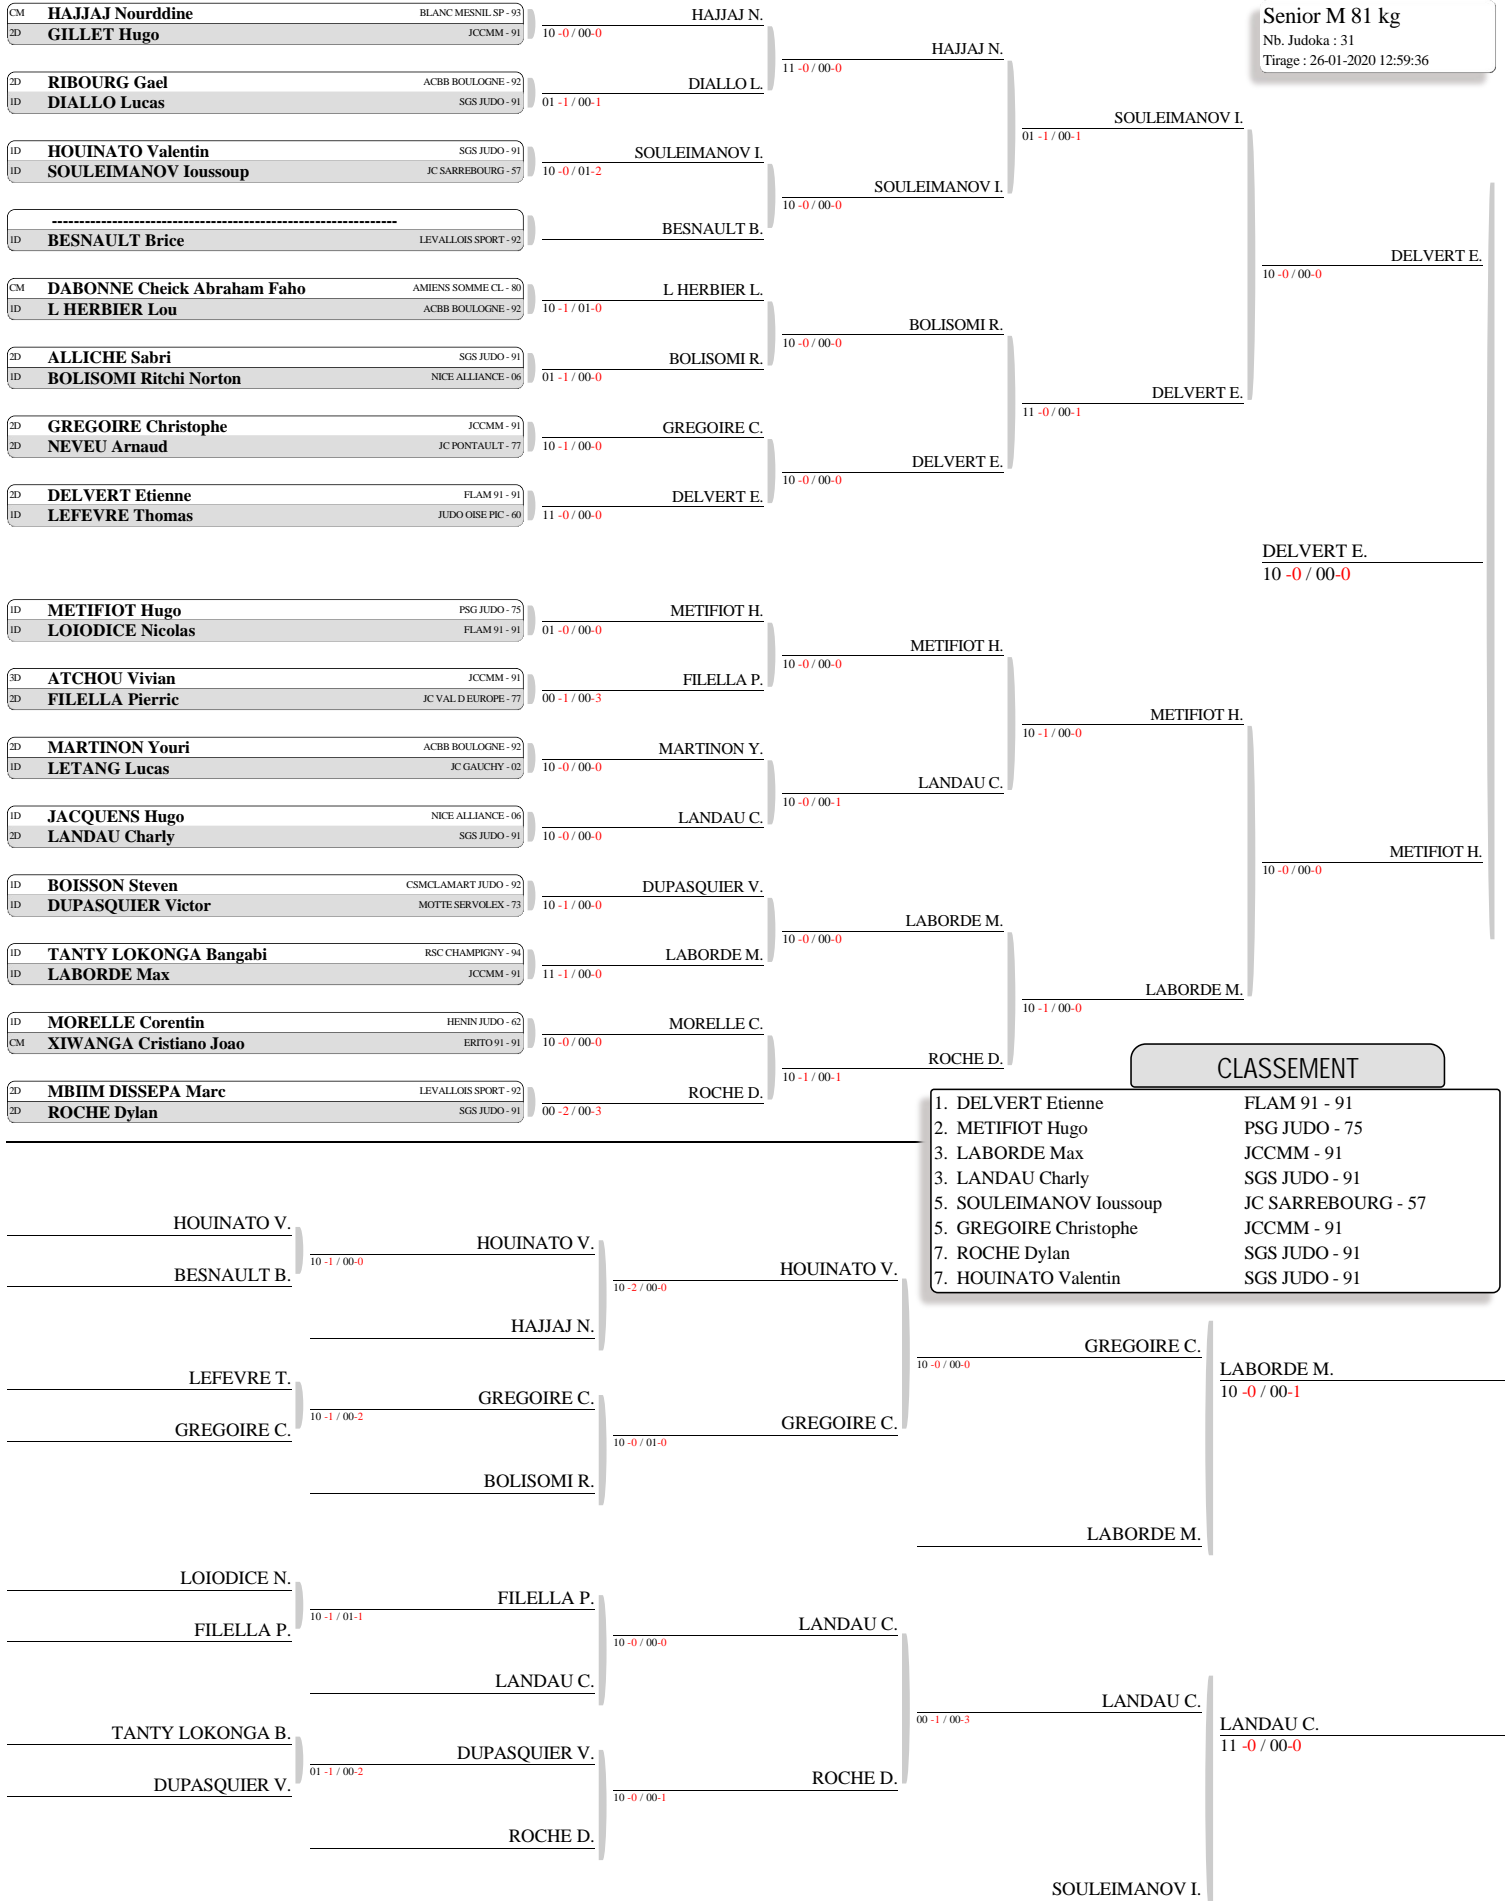 Senior M 81 kg
Nb. Judoka : 31
Tirage : 26-01-2020 12:59:36
CM HAJJAJ Nourddine BLANC MESNIL SP - 93
2D GILLET Hugo JCCMM - 91
2D RIBOURG Gael ACBB BOULOGNE - 92
1D DIALLO Lucas SGS JUDO - 91
1D HOUINATO Valentin SGS JUDO - 91
1D SOULEIMANOV Ioussoup JC SARREBOURG - 57
---------------------------------------------------------------
1D BESNAULT Brice LEVALLOIS SPORT - 92
CM DABONNE Cheick Abraham Faho AMIENS SOMME CL - 80
1D L HERBIER Lou ACBB BOULOGNE - 92
2D ALLICHE Sabri SGS JUDO - 91
1D BOLISOMI Ritchi Norton NICE ALLIANCE - 06
2D GREGOIRE Christophe JCCMM - 91
2D NEVEU Arnaud JC PONTAULT - 77
2D DELVERT Etienne FLAM 91 - 91
1D LEFEVRE Thomas JUDO OISE PIC - 60
1D METIFIOT Hugo PSG JUDO - 75
1D LOIODICE Nicolas FLAM 91 - 91
3D ATCHOU Vivian JCCMM - 91
2D FILELLA Pierric JC VAL D EUROPE - 77
2D MARTINON Youri ACBB BOULOGNE - 92
1D LETANG Lucas JC GAUCHY - 02
1D JACQUENS Hugo NICE ALLIANCE - 06
2D LANDAU Charly SGS JUDO - 91
1D BOISSON Steven CSMCLAMART JUDO - 92
1D DUPASQUIER Victor MOTTE SERVOLEX - 73
1D TANTY LOKONGA Bangabi RSC CHAMPIGNY - 94
1D LABORDE Max JCCMM - 91
1D MORELLE Corentin HENIN JUDO - 62
CM XIWANGA Cristiano Joao ERITO 91 - 91
2D MBIIM DISSEPA Marc LEVALLOIS SPORT - 92
2D ROCHE Dylan SGS JUDO - 91
HAJJAJ N.
10 -0 / 00-0
DIALLO L.
01 -1 / 00-1
SOULEIMANOV I.
10 -0 / 01-2
BESNAULT B.
L HERBIER L.
10 -1 / 01-0
BOLISOMI R.
01 -1 / 00-0
GREGOIRE C.
10 -1 / 00-0
DELVERT E.
11 -0 / 00-0
METIFIOT H.
01 -0 / 00-0
FILELLA P.
00 -1 / 00-3
MARTINON Y.
10 -0 / 00-0
LANDAU C.
10 -0 / 00-0
DUPASQUIER V.
10 -1 / 00-0
LABORDE M.
11 -1 / 00-0
MORELLE C.
10 -0 / 00-0
ROCHE D.
00 -2 / 00-3
HAJJAJ N.
11 -0 / 00-0
SOULEIMANOV I.
10 -0 / 00-0
BOLISOMI R.
10 -0 / 00-0
DELVERT E.
10 -0 / 00-0
METIFIOT H.
10 -0 / 00-0
LANDAU C.
10 -0 / 00-1
LABORDE M.
10 -0 / 00-0
ROCHE D.
10 -1 / 00-1
SOULEIMANOV I.
01 -1 / 00-1
DELVERT E.
11 -0 / 00-1
METIFIOT H.
10 -1 / 00-0
LABORDE M.
10 -1 / 00-0
DELVERT E.
10 -0 / 00-0
METIFIOT H.
10 -0 / 00-0
DELVERT E.
10 -0 / 00-0
CLASSEMENT
1. DELVERT Etienne FLAM 91 - 91
2. METIFIOT Hugo PSG JUDO - 75
3. LABORDE Max JCCMM - 91
3. LANDAU Charly SGS JUDO - 91
5. SOULEIMANOV Ioussoup JC SARREBOURG - 57
5. GREGOIRE Christophe JCCMM - 91
7. ROCHE Dylan SGS JUDO - 91
7. HOUINATO Valentin SGS JUDO - 91
HOUINATO V.
BESNAULT B.
LEFEVRE T.
GREGOIRE C.
LOIODICE N.
FILELLA P.
TANTY LOKONGA B.
DUPASQUIER V.
HOUINATO V.
10 -1 / 00-0
HAJJAJ N.
GREGOIRE C.
10 -1 / 00-2
BOLISOMI R.
FILELLA P.
10 -1 / 01-1
LANDAU C.
DUPASQUIER V.
01 -1 / 00-2
ROCHE D.
HOUINATO V.
10 -2 / 00-0
GREGOIRE C.
10 -0 / 01-0
LANDAU C.
10 -0 / 00-0
ROCHE D.
10 -0 / 00-1
GREGOIRE C.
10 -0 / 00-0
LABORDE M.
LANDAU C.
00 -1 / 00-3
SOULEIMANOV I.
LABORDE M.
10 -0 / 00-1
LANDAU C.
11 -0 / 00-0